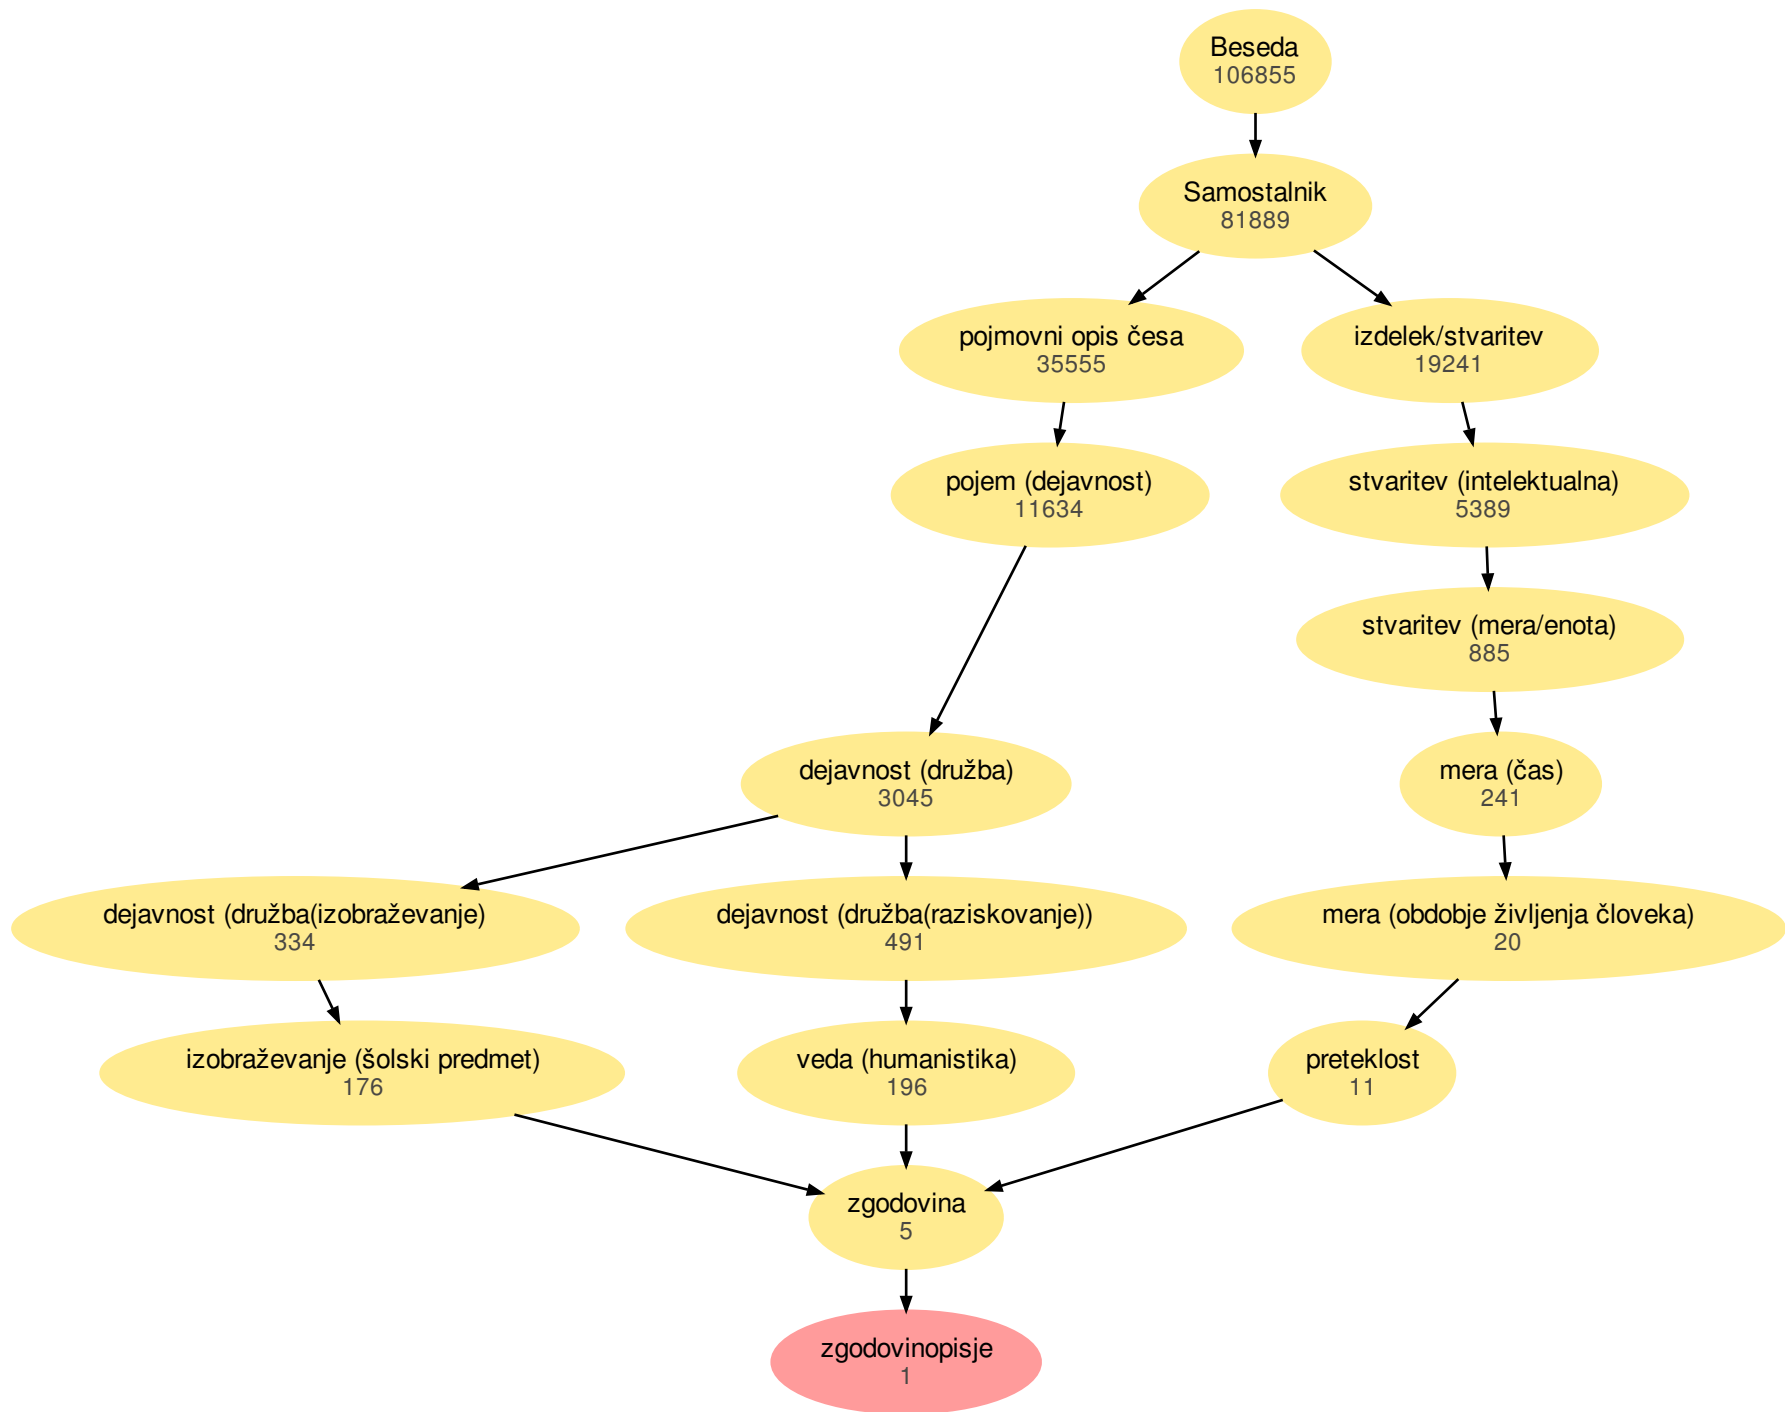 Beseda
106855
Samostalnik
81889
pojmovni opis česa
35555
izdelek/stvaritev
19241
pojem (dejavnost)
11634
stvaritev (intelektualna)
5389
stvaritev (mera/enota)
885
dejavnost (družba)
3045
mera (čas)
241
dejavnost (družba(izobraževanje)
334
dejavnost (družba(raziskovanje))
491
mera (obdobje življenja človeka)
20
izobraževanje (šolski predmet)
176
veda (humanistika)
196
preteklost
11
zgodovina
5
zgodovinopisje
1